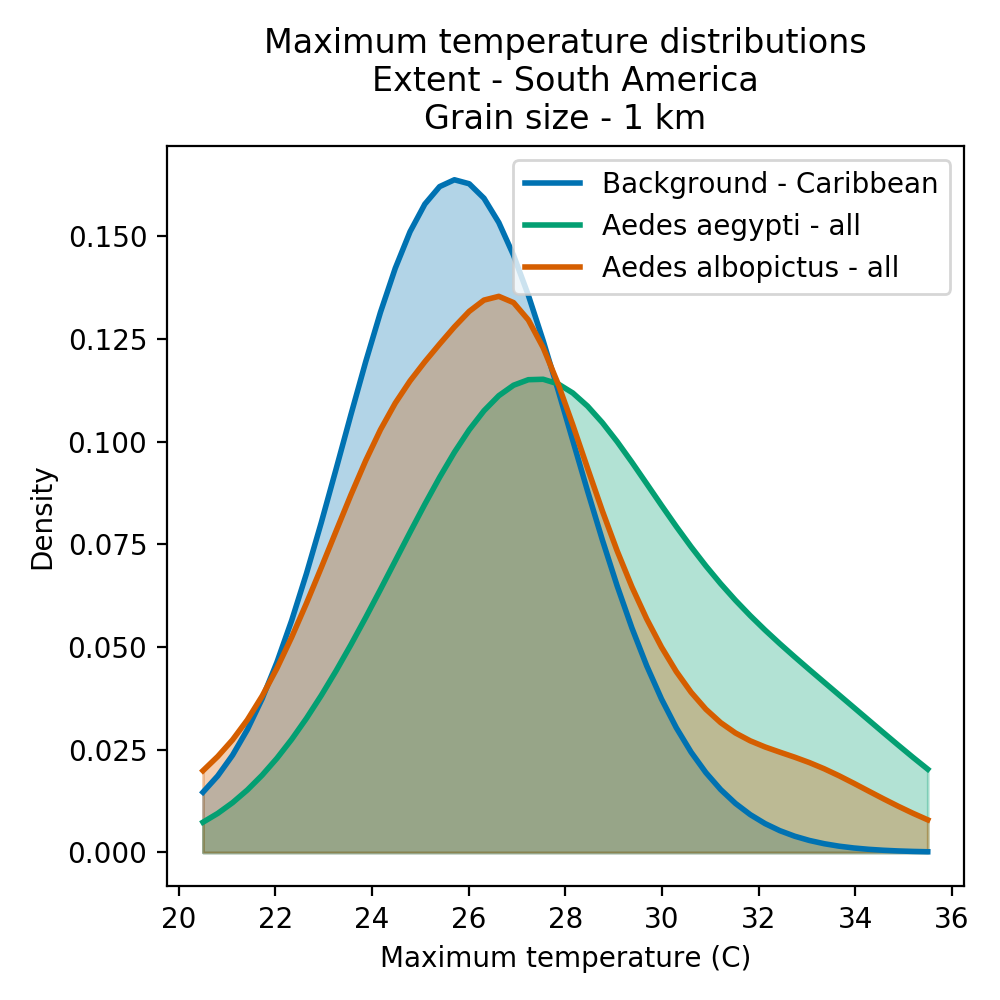 Maximum temperature distributions
Extent - South America
Grain size - 1 km
Background - Caribbean
Aedes aegypti - all
Aedes albopictus - all
0.150
0.125
0.100
0.075
0.050
0.025
0.000
Density
20 22 24 26 28 30 32 34 36
Maximum temperature (C)